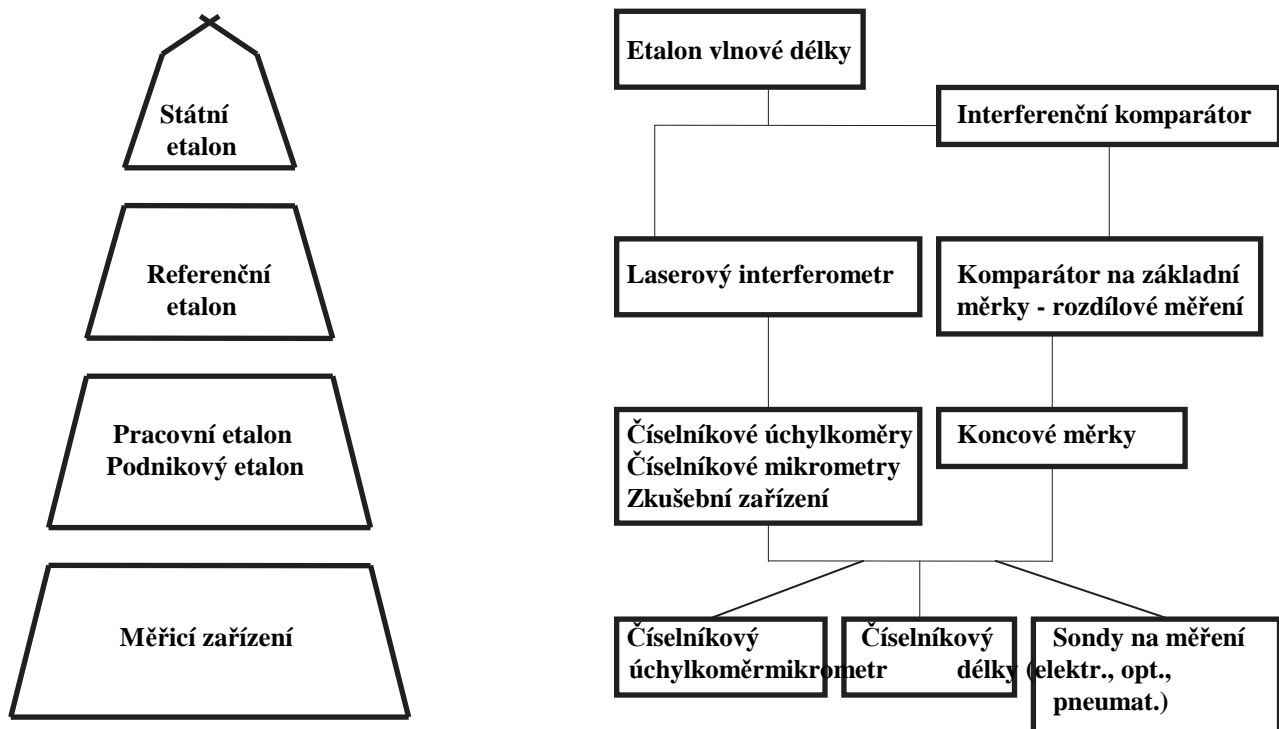 Státní
etalon
Referenční
etalon
Pracovní etalon
Podnikový etalon
Měřicí zařízení
Etalon vlnové délky
Interferenční komparátor
Laserový interferometr
Komparátor na základní
měrky - rozdílové měření
Číselníkové úchylkoměry
Číselníkové mikrometry
Zkušební zařízení
Koncové měrky
Číselníkový
úchylkoměr
Číselníkový
mikrometr
Sondy na měření
délky (elektr., opt.,
pneumat.)